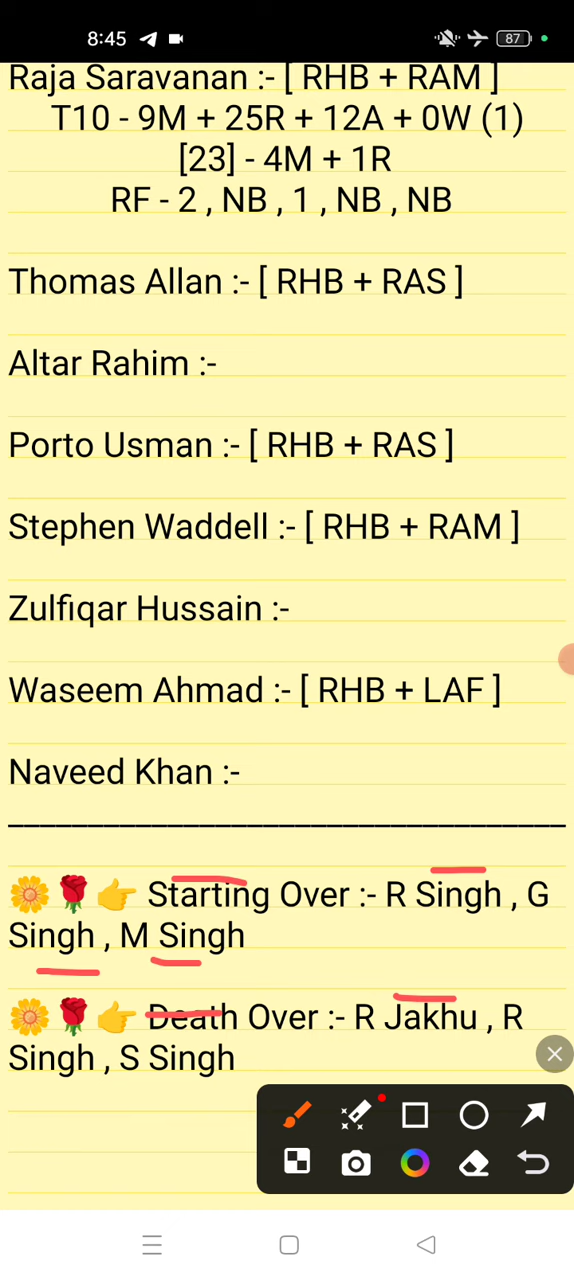 8:45
87
Raja Saravanan :- [ RHB + RAM ]
T10 - 9M + 25R + 12A + 0W (1)
[23] - 4M + 1R
RF - 2 , NB , 1 , NB , NB
Thomas Allan :- [ RHB + RAS ]
Altar Rahim :-
Porto Usman :- [ RHB + RAS ]
Stephen Waddell :- [ RHB + RAM ]
Zulfiqar Hussain :-
Waseem Ahmad :- [ RHB + LAF ]
Naveed Khan :-
🌼🌹👉 Starting Over :- R Singh , G
Singh , M Singh
🌼🌹👉 Death Over :- R Jakhu , R
Singh , S Singh